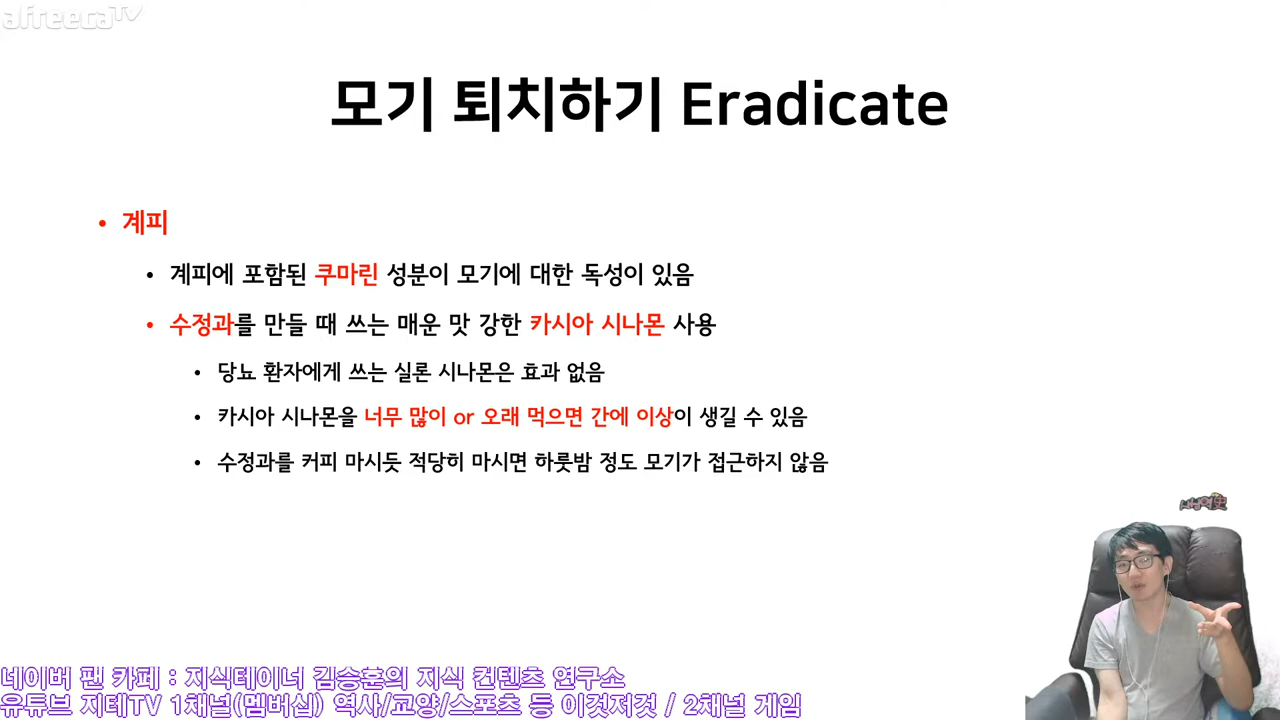 afreecaTV
모기 퇴치하기 Eradicate
• 계피
• 계피에 포함된 쿠마린 성분이 모기에 대한 독성이 있음
• 수정과를 만들 때 쓰는 매운 맛 강한 카시아 시나몬 사용
• 당뇨 환자에게 쓰는 실론 시나몬은 효과 없음
• 카시아 시나몬을 너무 많이 or 오래 먹으면 간에 이상이 생길 수 있음
• 수정과를 커피 마시듯 적당히 마시면 하룻밤 정도 모기가 접근하지 않음
네이버 팬 카페 : 지식테이너 김승훈의 지식 컨텐츠 연구소
유튜브 지테TV 1채널(멤버십) 역사/교양/스포츠 등 이것저것 / 2채널 게임